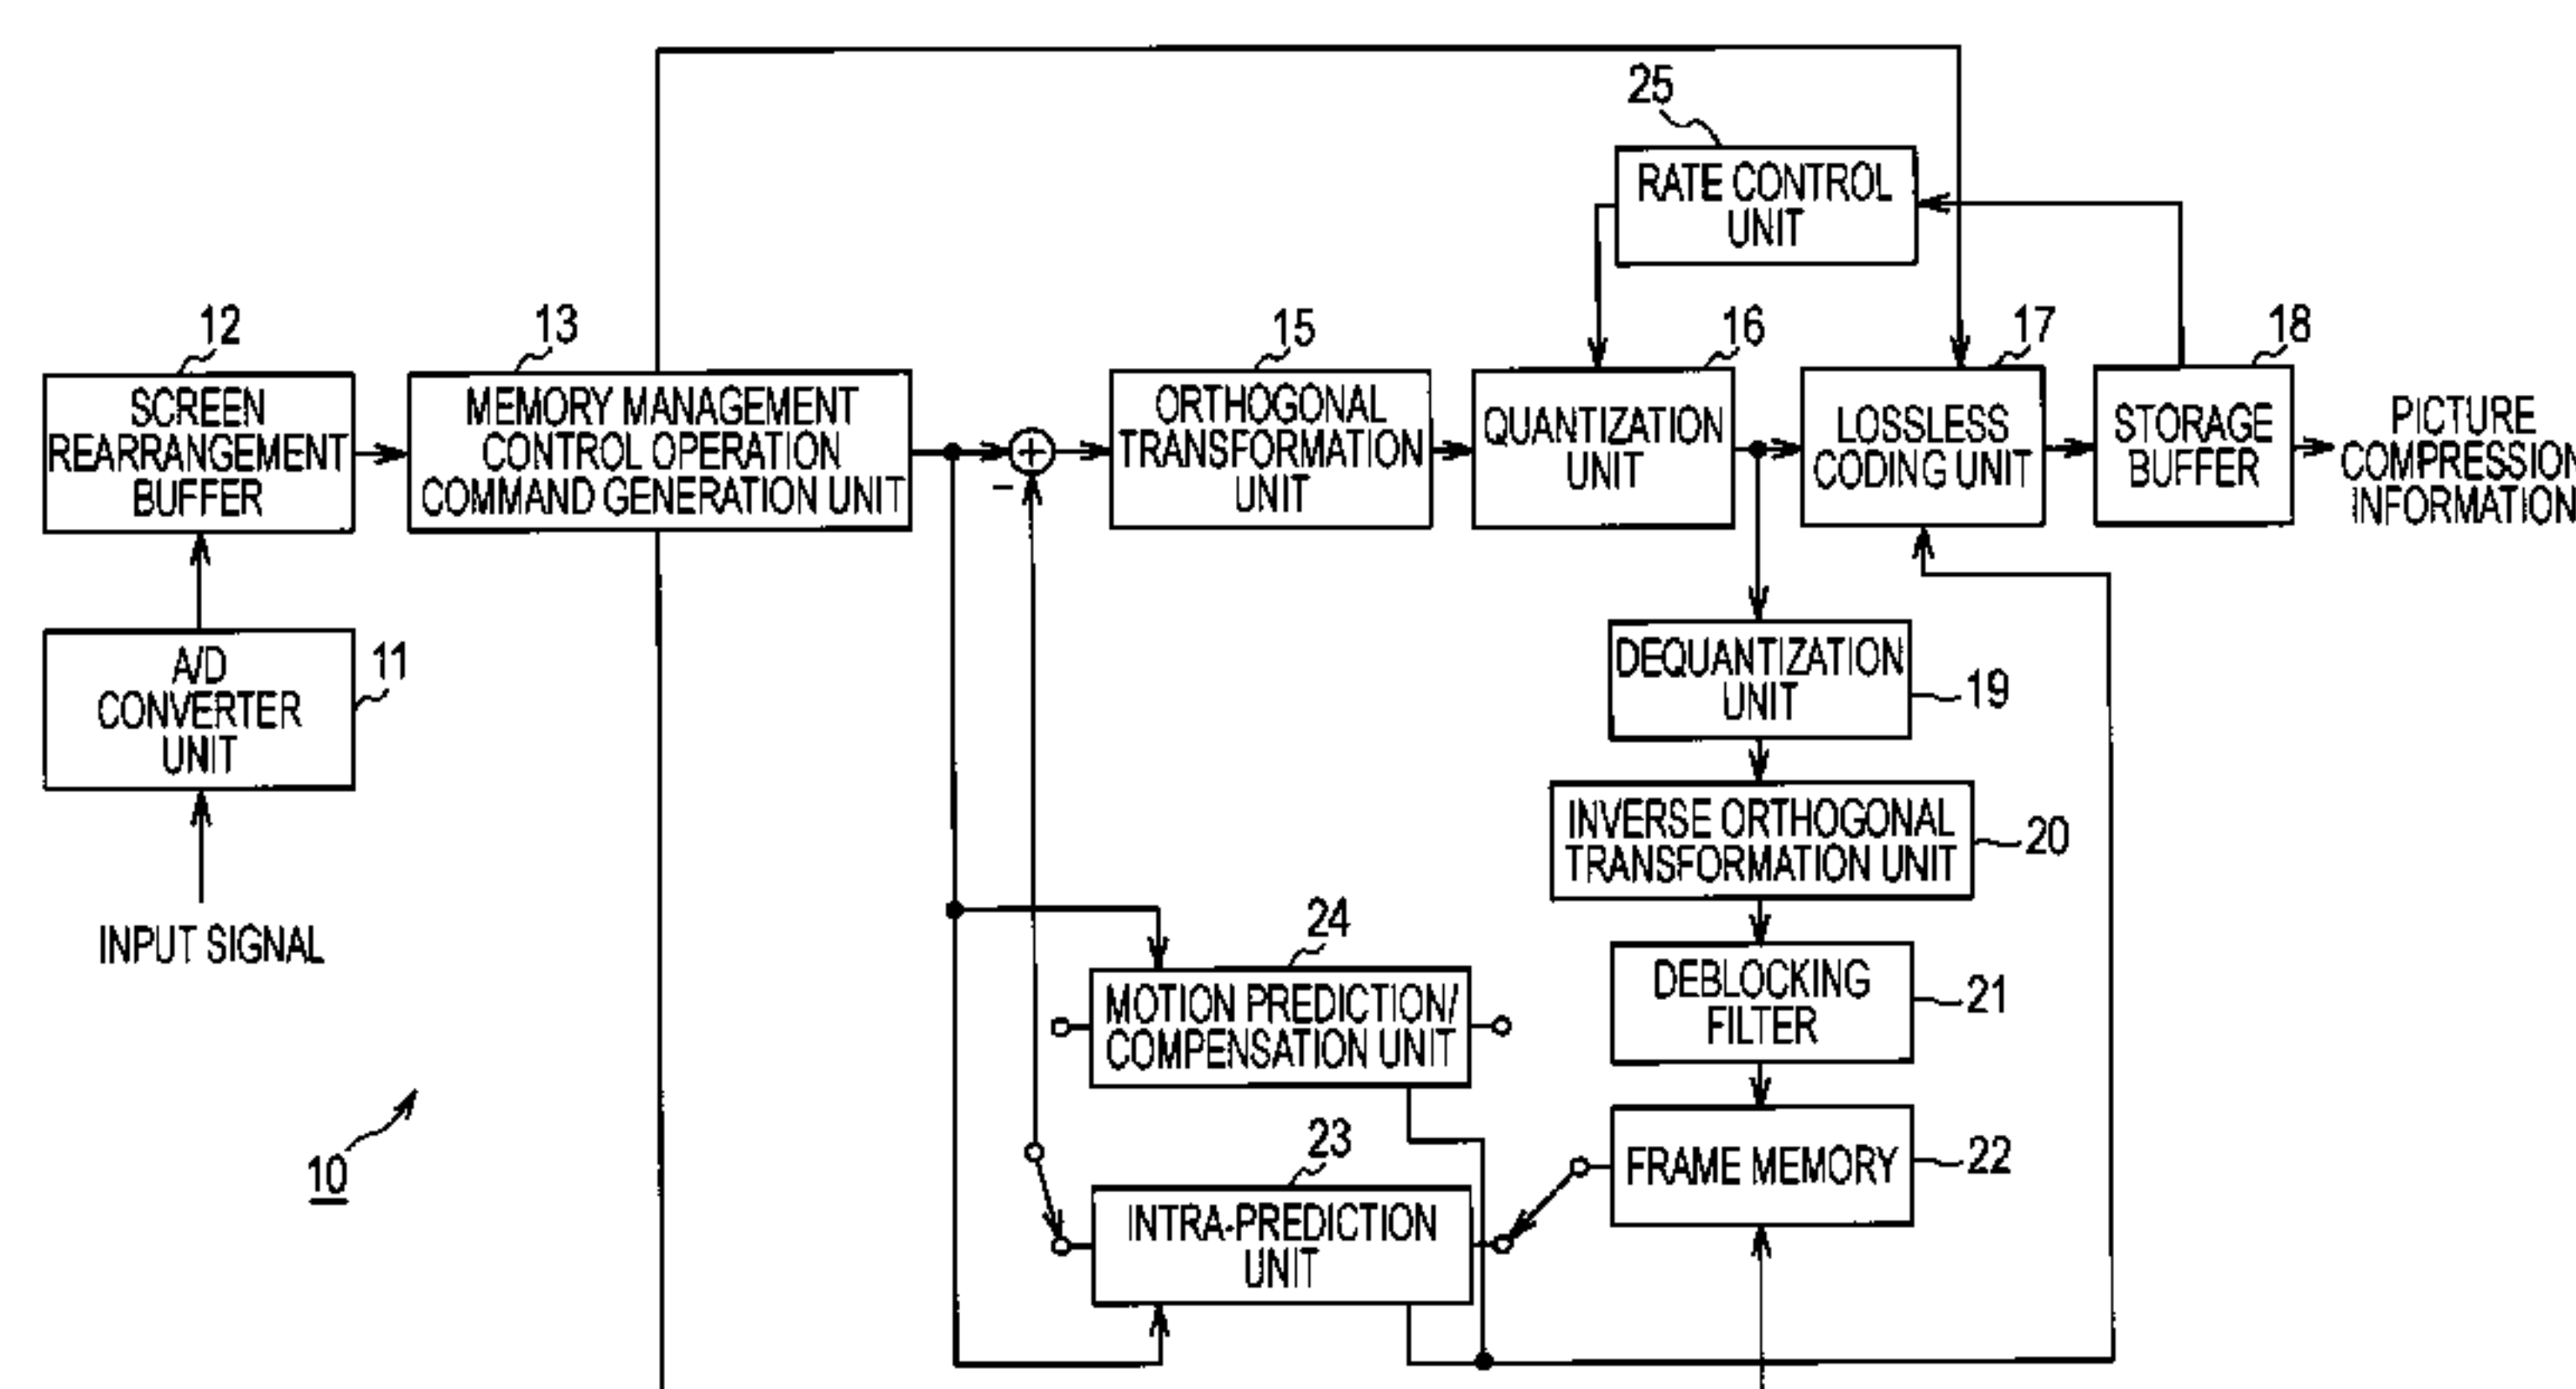 25
RATE CONTROL
UNIT
12
SCREEN
REARRANGEMENT
BUFFER
13
MEMORY MANAGEMENT
CONTROL OPERATION
COMMAND GENERATION UNIT
+
−
15
ORTHOGONAL
TRANSFORMATION
UNIT
16
QUANTIZATION
UNIT
17
LOSSLESS
CODING UNIT
18
STORAGE
BUFFER
PICTURE
COMPRESSION
INFORMATION
A/D
CONVERTER
UNIT
11
INPUT SIGNAL
DEQUANTIZATION
UNIT
19
INVERSE ORTHOGONAL
TRANSFORMATION UNIT
20
24
MOTION PREDICTION/
COMPENSATION UNIT
DEBLOCKING
FILTER
21
10
23
INTRA-PREDICTION
UNIT
FRAME MEMORY
22